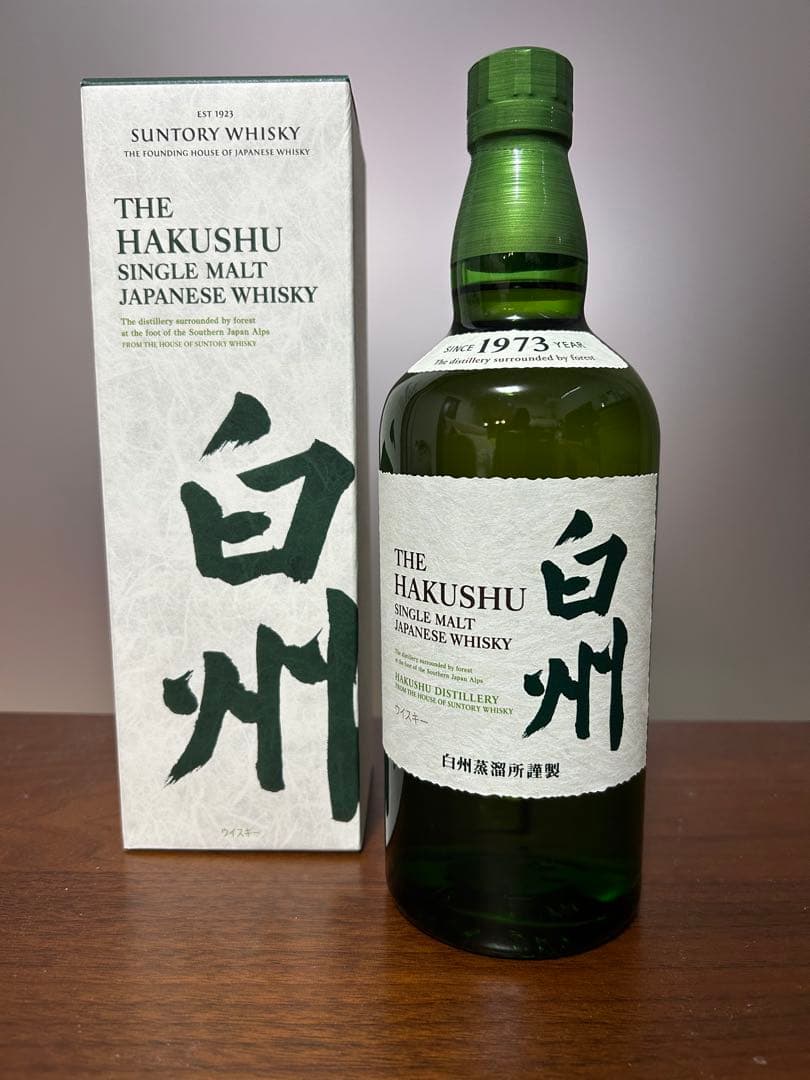 EST 1923
SUNTORY WHISKY
THE FOUNDING HOUSE OF JAPANESE WHISKY
THE
HAKUSHU
SINGLE MALT
JAPANESE WHISKY
The distillery surrounded by forest
at the foot of the Southern Japan Alps
FROM THE HOUSE OF SUNTORY WHISKY
白州
ウイスキー
SINCE 1973 YEAR
The distillery surrounded by forest
THE
HAKUSHU
SINGLE MALT
JAPANESE WHISKY
The distillery surrounded by forest
at the foot of the Southern Japan Alps
HAKUSHU DISTILLERY
FROM THE HOUSE OF SUNTORY WHISKY
ウイスキー
白州
白州蒸溜所謹製